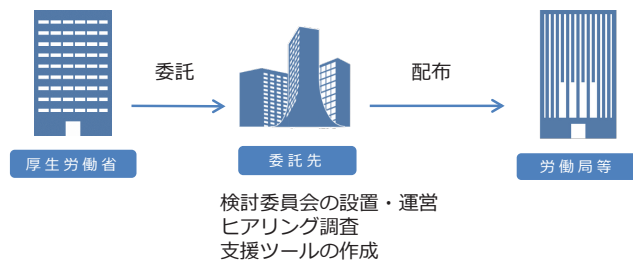 委託
配布
厚生労働省
委託先
労働局等
検討委員会の設置・運営
ヒアリング調査
支援ツールの作成